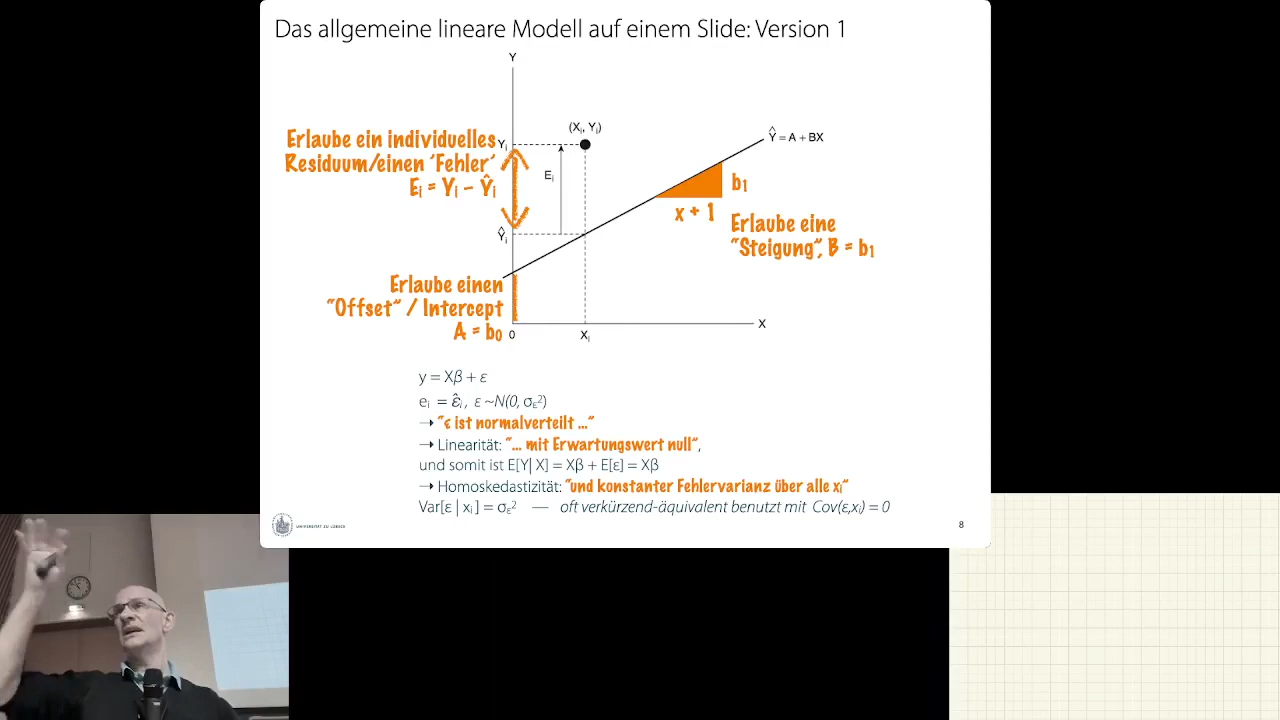 Das allgemeine lineare Modell auf einem Slide: Version 1
Y
(Xᵢ, Yᵢ)
Ŷ = A + BX
Erlaube ein individuelles
Residuum/einen 'Fehler'
Eᵢ = Yᵢ − Ŷᵢ
Yᵢ
Eᵢ
b₁
x + 1
Erlaube eine
"Steigung", B = b₁
Ŷᵢ
Erlaube einen
"Offset" / Intercept
A = b₀
0
Xᵢ
X
y = Xβ + ε
eᵢ = ε̂ᵢ, ε ~N(0, σε²)
→ "ε ist normalverteilt ..."
→ Linearität: "... mit Erwartungswert null",
und somit ist E[Y| X] = Xβ + E[ε] = Xβ
→ Homoskedastizität: "und konstanter Fehlervarianz über alle xᵢ"
Var[ε | xᵢ] = σε² — oft verkürzend-äquivalent benutzt mit Cov(ε,xᵢ) = 0
UNIVERSITÄT ZU LÜBECK
8